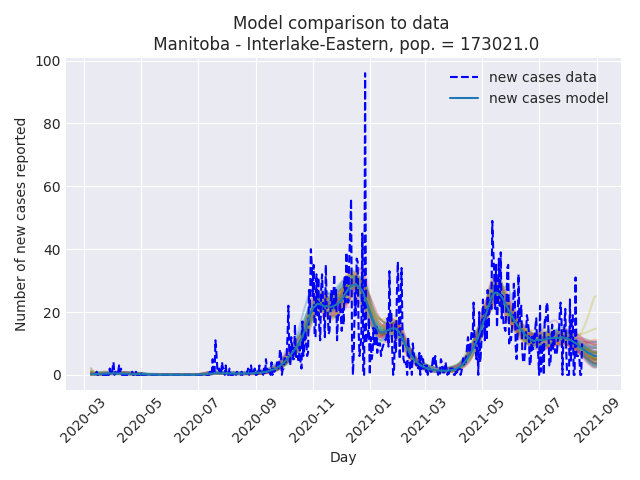 Model comparison to data
Manitoba - Interlake-Eastern, pop. = 173021.0
new cases data
new cases model
Number of new cases reported
100
80
60
40
20
0
2020-03
2020-05
2020-07
2020-09
2020-11
2021-01
2021-03
2021-05
2021-07
2021-09
Day